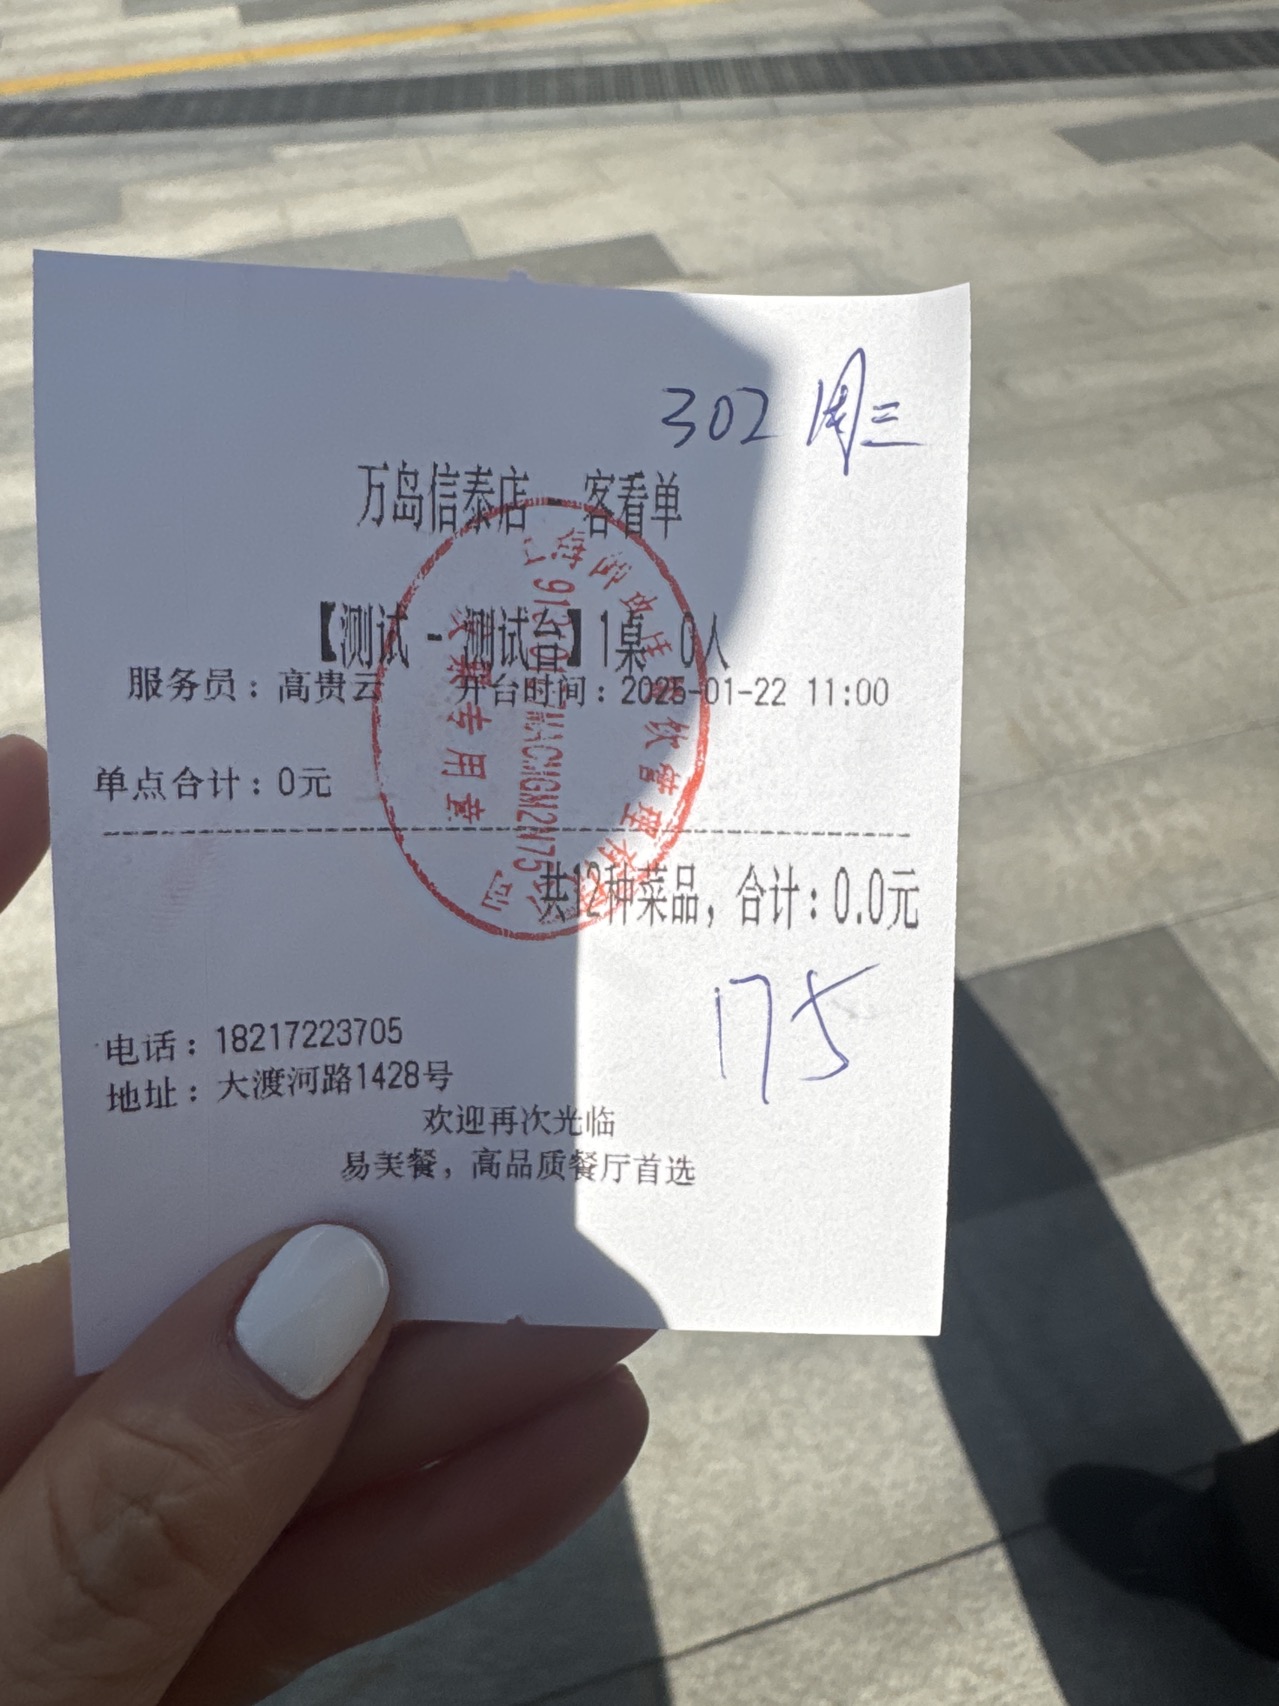 302 周三
万岛信泰店 - 客看单
【测试 - 测试台】1桌 0人
服务员：高贵云 开台时间：2025-01-22 11:00
单点合计：0元
共12种菜品，合计：0.0元
175
电话：18217223705
地址：大渡河路1428号
欢迎再次光临
易美餐，高品质餐厅首选
专用章